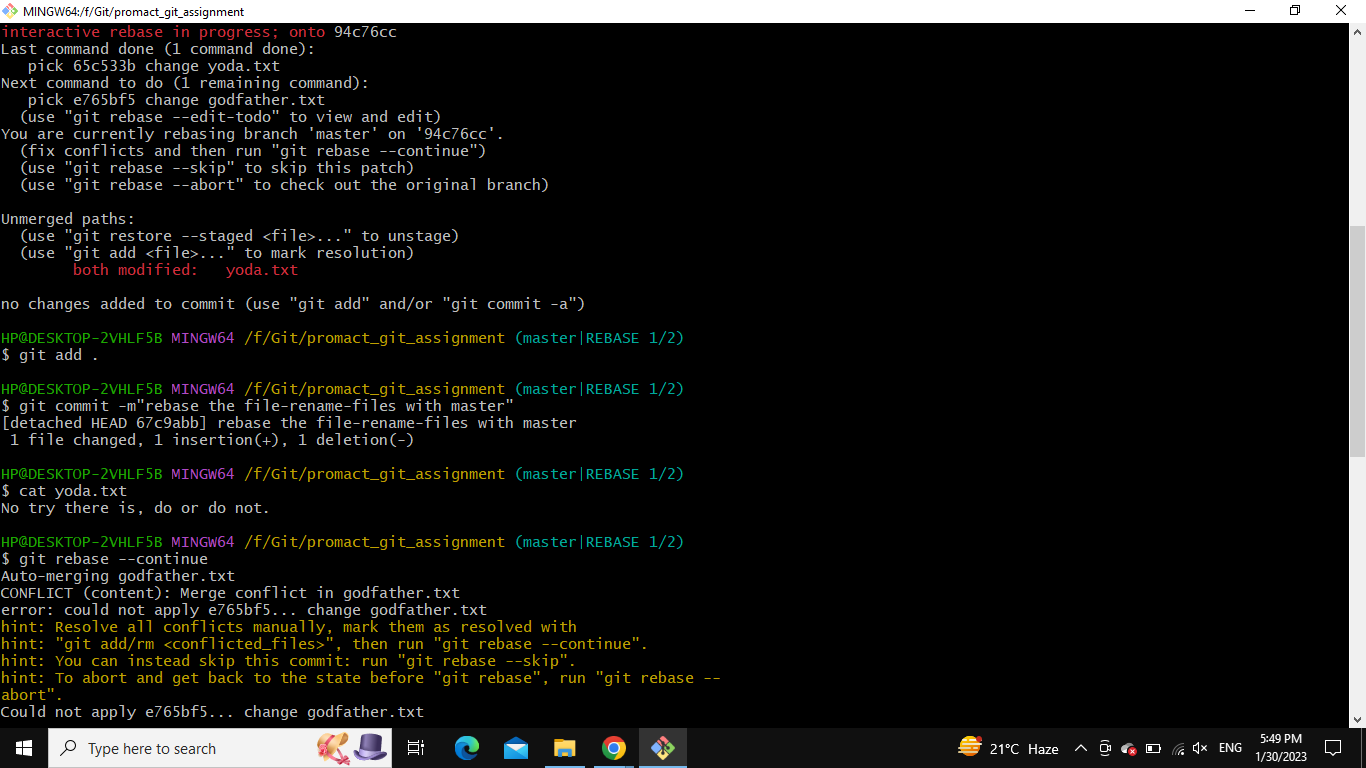 MINGW64:/f/Git/promact_git_assignment
interactive rebase in progress; onto 94c76cc
Last command done (1 command done):
   pick 65c533b change yoda.txt
Next command to do (1 remaining command):
   pick e765bf5 change godfather.txt
  (use "git rebase --edit-todo" to view and edit)
You are currently rebasing branch 'master' on '94c76cc'.
  (fix conflicts and then run "git rebase --continue")
  (use "git rebase --skip" to skip this patch)
  (use "git rebase --abort" to check out the original branch)

Unmerged paths:
  (use "git restore --staged <file>..." to unstage)
  (use "git add <file>..." to mark resolution)
        both modified:   yoda.txt

no changes added to commit (use "git add" and/or "git commit -a")

HP@DESKTOP-2VHLF5B MINGW64 /f/Git/promact_git_assignment (master|REBASE 1/2)
$ git add .

HP@DESKTOP-2VHLF5B MINGW64 /f/Git/promact_git_assignment (master|REBASE 1/2)
$ git commit -m"rebase the file-rename-files with master"
[detached HEAD 67c9abb] rebase the file-rename-files with master
 1 file changed, 1 insertion(+), 1 deletion(-)

HP@DESKTOP-2VHLF5B MINGW64 /f/Git/promact_git_assignment (master|REBASE 1/2)
$ cat yoda.txt
No try there is, do or do not.

HP@DESKTOP-2VHLF5B MINGW64 /f/Git/promact_git_assignment (master|REBASE 1/2)
$ git rebase --continue
Auto-merging godfather.txt
CONFLICT (content): Merge conflict in godfather.txt
error: could not apply e765bf5... change godfather.txt
hint: Resolve all conflicts manually, mark them as resolved with
hint: "git add/rm <conflicted_files>", then run "git rebase --continue".
hint: You can instead skip this commit: run "git rebase --skip".
hint: To abort and get back to the state before "git rebase", run "git rebase --
abort".
Could not apply e765bf5... change godfather.txt
Type here to search
21°C Haze
ENG
5:49 PM
1/30/2023